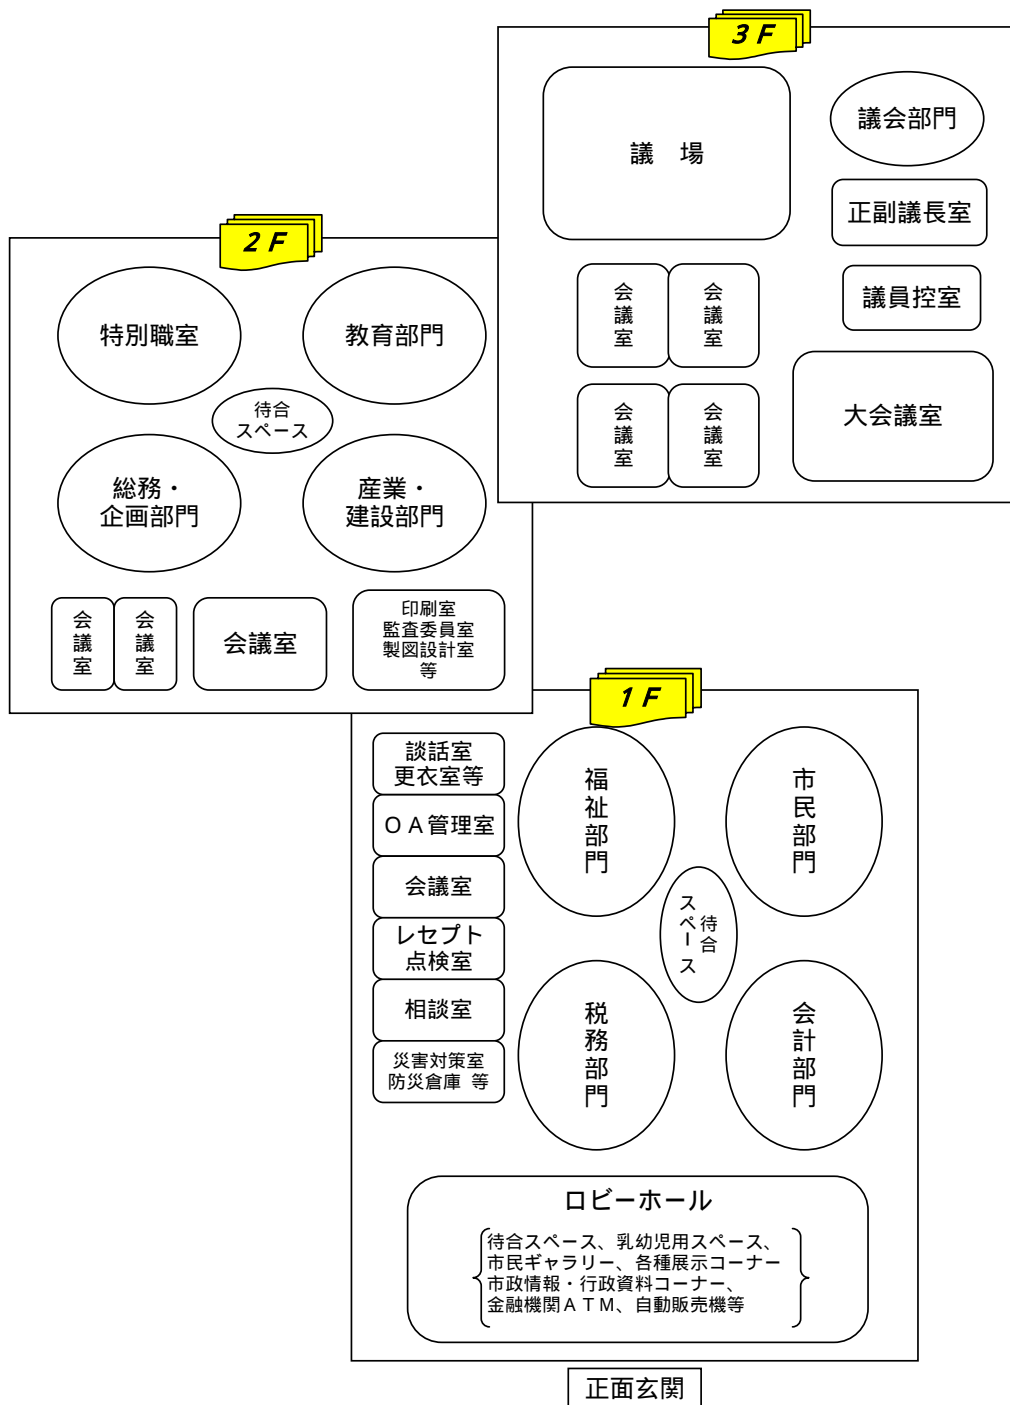 3F
議　場
議会部門
正副議長室
議員控室
会議室
会議室
会議室
会議室
大会議室
2F
特別職室
教育部門
待合
スペース
総務・
企画部門
産業・
建設部門
会議室
会議室
会議室
印刷室
監査委員室
製図設計室
等
1F
談話室
更衣室等
ＯＡ管理室
会議室
レセプト
点検室
相談室
災害対策室
防災倉庫 等
福祉部門
市民部門
待合
スペース
税務部門
会計部門
ロビーホール
待合スペース、乳幼児用スペース、
市民ギャラリー、各種展示コーナー
市政情報・行政資料コーナー、
金融機関ＡＴＭ、自動販売機等
正面玄関